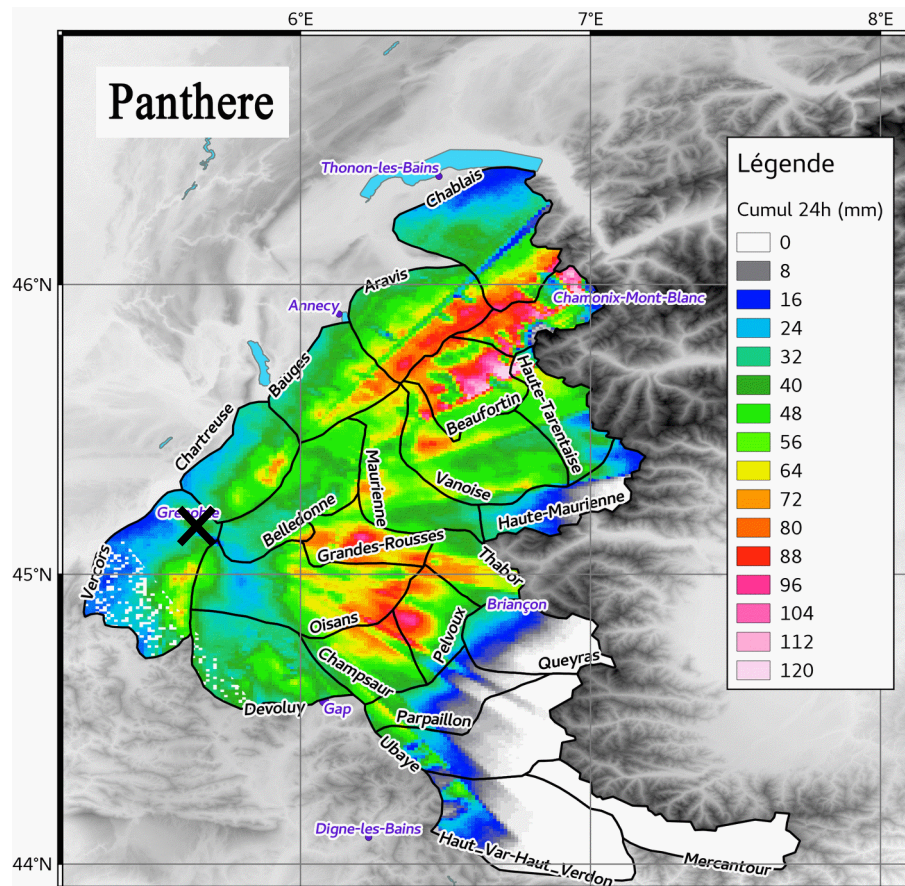 6°E
7°E
8°E
Panthere
Légende
Cumul 24h (mm)
0
8
16
24
32
40
48
56
64
72
80
88
96
104
112
120
46°N
45°N
44°N
Thonon-les-Bains
Chablais
Aravis
Chamonix-Mont-Blanc
Annecy
Bauges
Haute-Tarentaise
Beaufortin
Chartreuse
Maurienne
Vanoise
Grenoble
Belledonne
Haute-Maurienne
Grandes-Rousses
Vercors
Thabor
Briançon
Oisans
Pelvoux
Queyras
Champsaur
Devoluy
Gap
Parpaillon
Ubaye
Digne-les-Bains
Haut_Var-Haut_Verdon
Mercantour